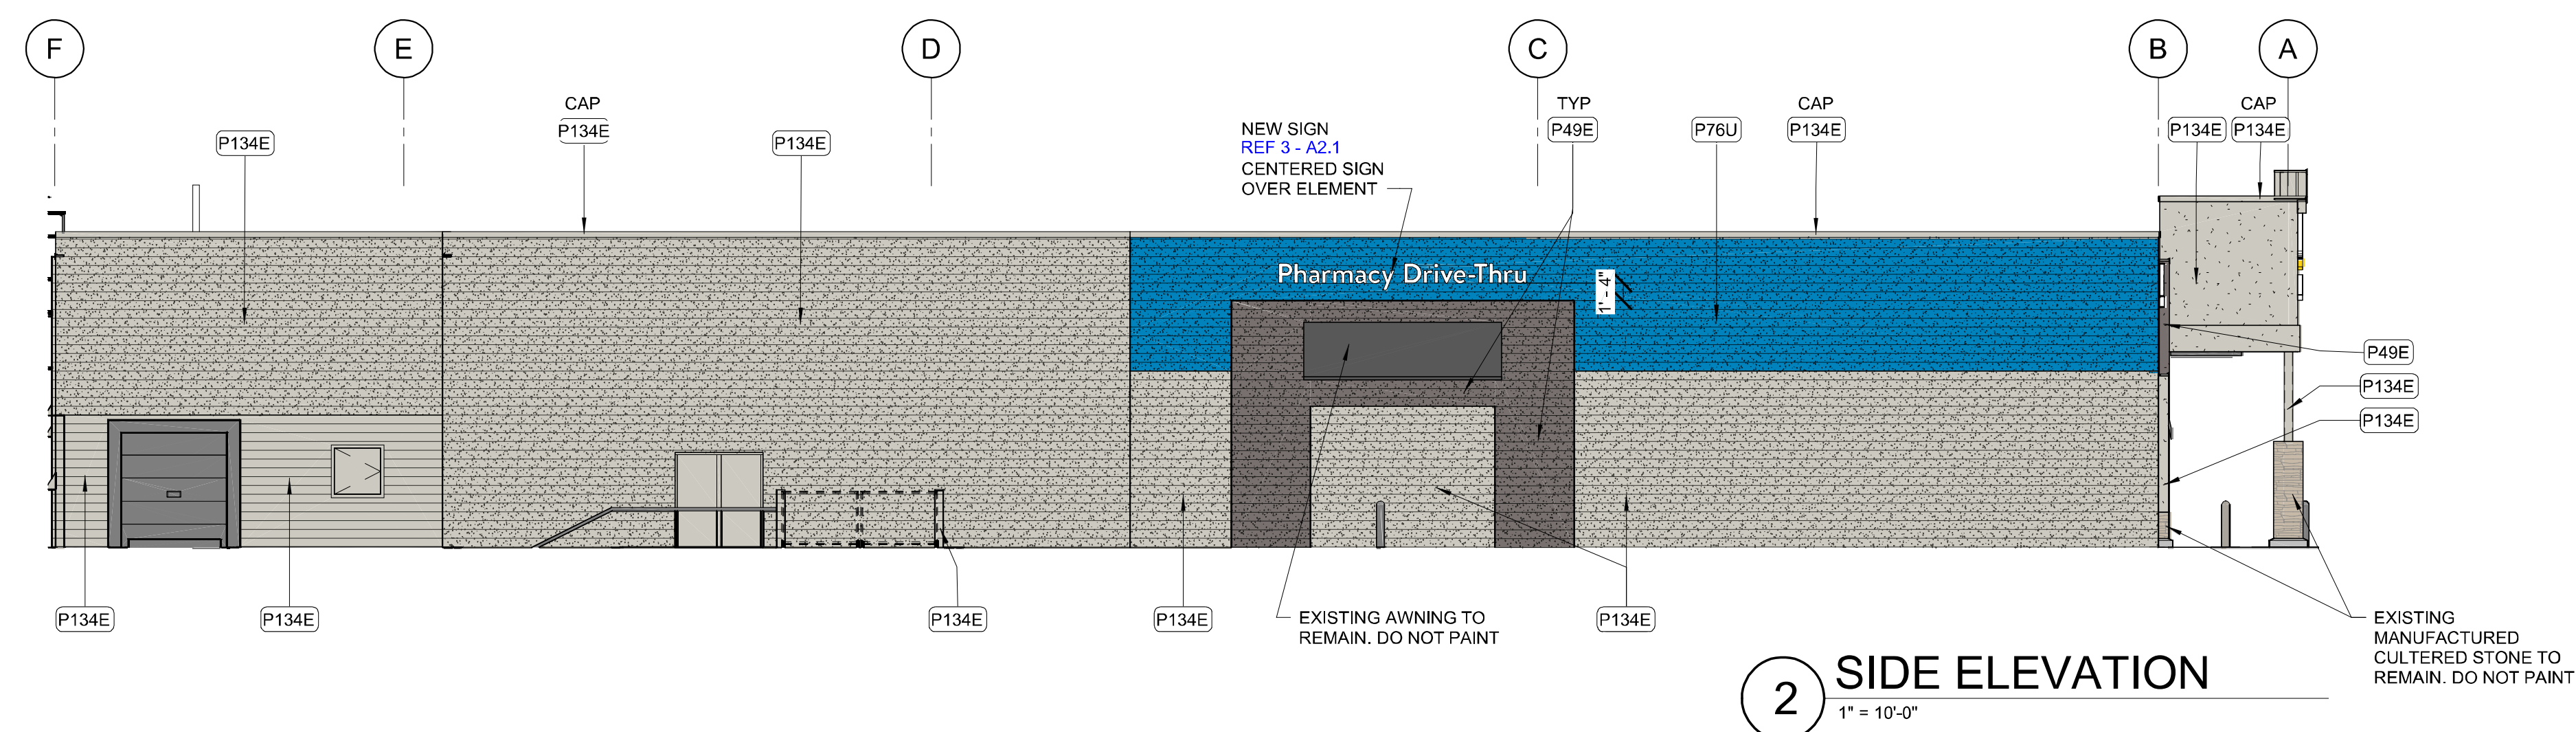 F
E
D
C
B
A
CAP
P134E
P134E
P134E
NEW SIGN
REF 3 - A2.1
CENTERED SIGN
OVER ELEMENT
TYP
P49E
P76U
CAP
P134E
P134E
CAP
P134E
Pharmacy Drive-Thru
1' - 4"
P49E
P134E
P134E
P134E
P134E
P134E
P134E
EXISTING AWNING TO
REMAIN. DO NOT PAINT
P134E
EXISTING
MANUFACTURED
CULTERED STONE TO
REMAIN. DO NOT PAINT
2
SIDE ELEVATION
1" = 10'-0"